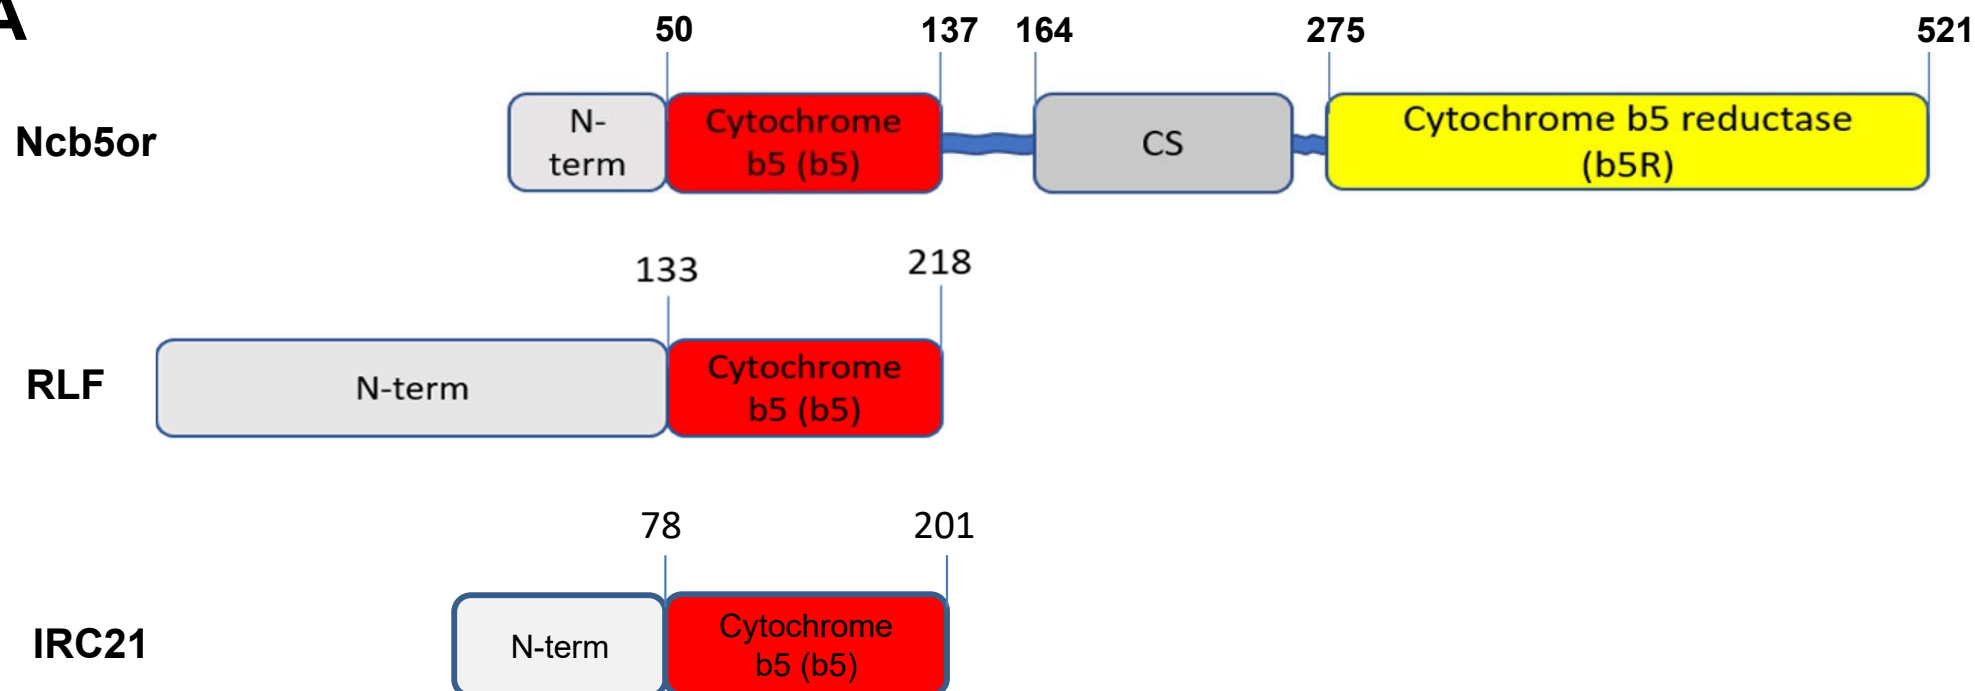 A
50 137 164 275 521
Ncb5or
N-
term
Cytochrome
b5 (b5)
CS
Cytochrome b5 reductase
(b5R)
133 218
RLF
N-term
Cytochrome
b5 (b5)
78 201
IRC21
N-term
Cytochrome
b5 (b5)